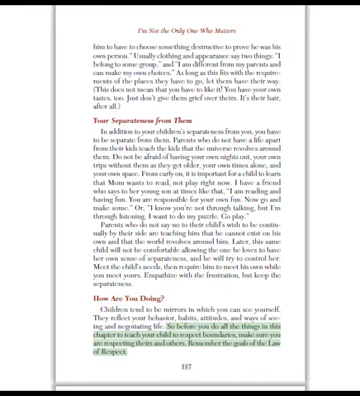 I'm Not the Only One Who Matters
him to have to choose something destructive to prove he was his
own person." Usually clothing and appearance say two things: "I
belong to some group," and "I am different from my parents and
can make my own choices." As long as this fits with the require-
ments of the places they have to go, let them have their way.
(This does not mean that you have to like it! You have your own
tastes, too. Just don't give them grief over theirs. It's their hair,
after all.)
Your Separateness from Them
In addition to your children's separateness from you, you have
to be separate from them. Parents who do not have a life apart
from their kids teach the kids that the universe revolves around
them. Do not be afraid of having your own nights out, your own
trips without them as they get older, your own times alone, and
your own space. From early on, it is important for a child to learn
that Mom wants to read, not play right now. I have a friend
who says to her young son at times like that, "I am reading and
having fun. You are responsible for your own fun. Now go and
make some." Or, "I know you're not through talking, but I'm
through listening. I want to do my puzzle. Go play."
Parents who do not say no to their child's wish to be contin-
ually by their side are teaching him that he cannot exist on his
own and that the world revolves around him. Later, this same
child will not be comfortable allowing the one he loves to have
her own sense of separateness, and he will try to control her.
Meet the child's needs, then require him to meet his own while
you meet yours. Empathize with the frustration, but keep the
separateness.
How Are You Doing?
Children tend to be mirrors in which you can see yourself.
They reflect your behavior, habits, attitudes, and ways of see-
ing and negotiating life. So before you do all the things in this
chapter to teach your child to respect others, make sure you
are respecting theirs and others. Remember the goals of the Law
of Respect:
117